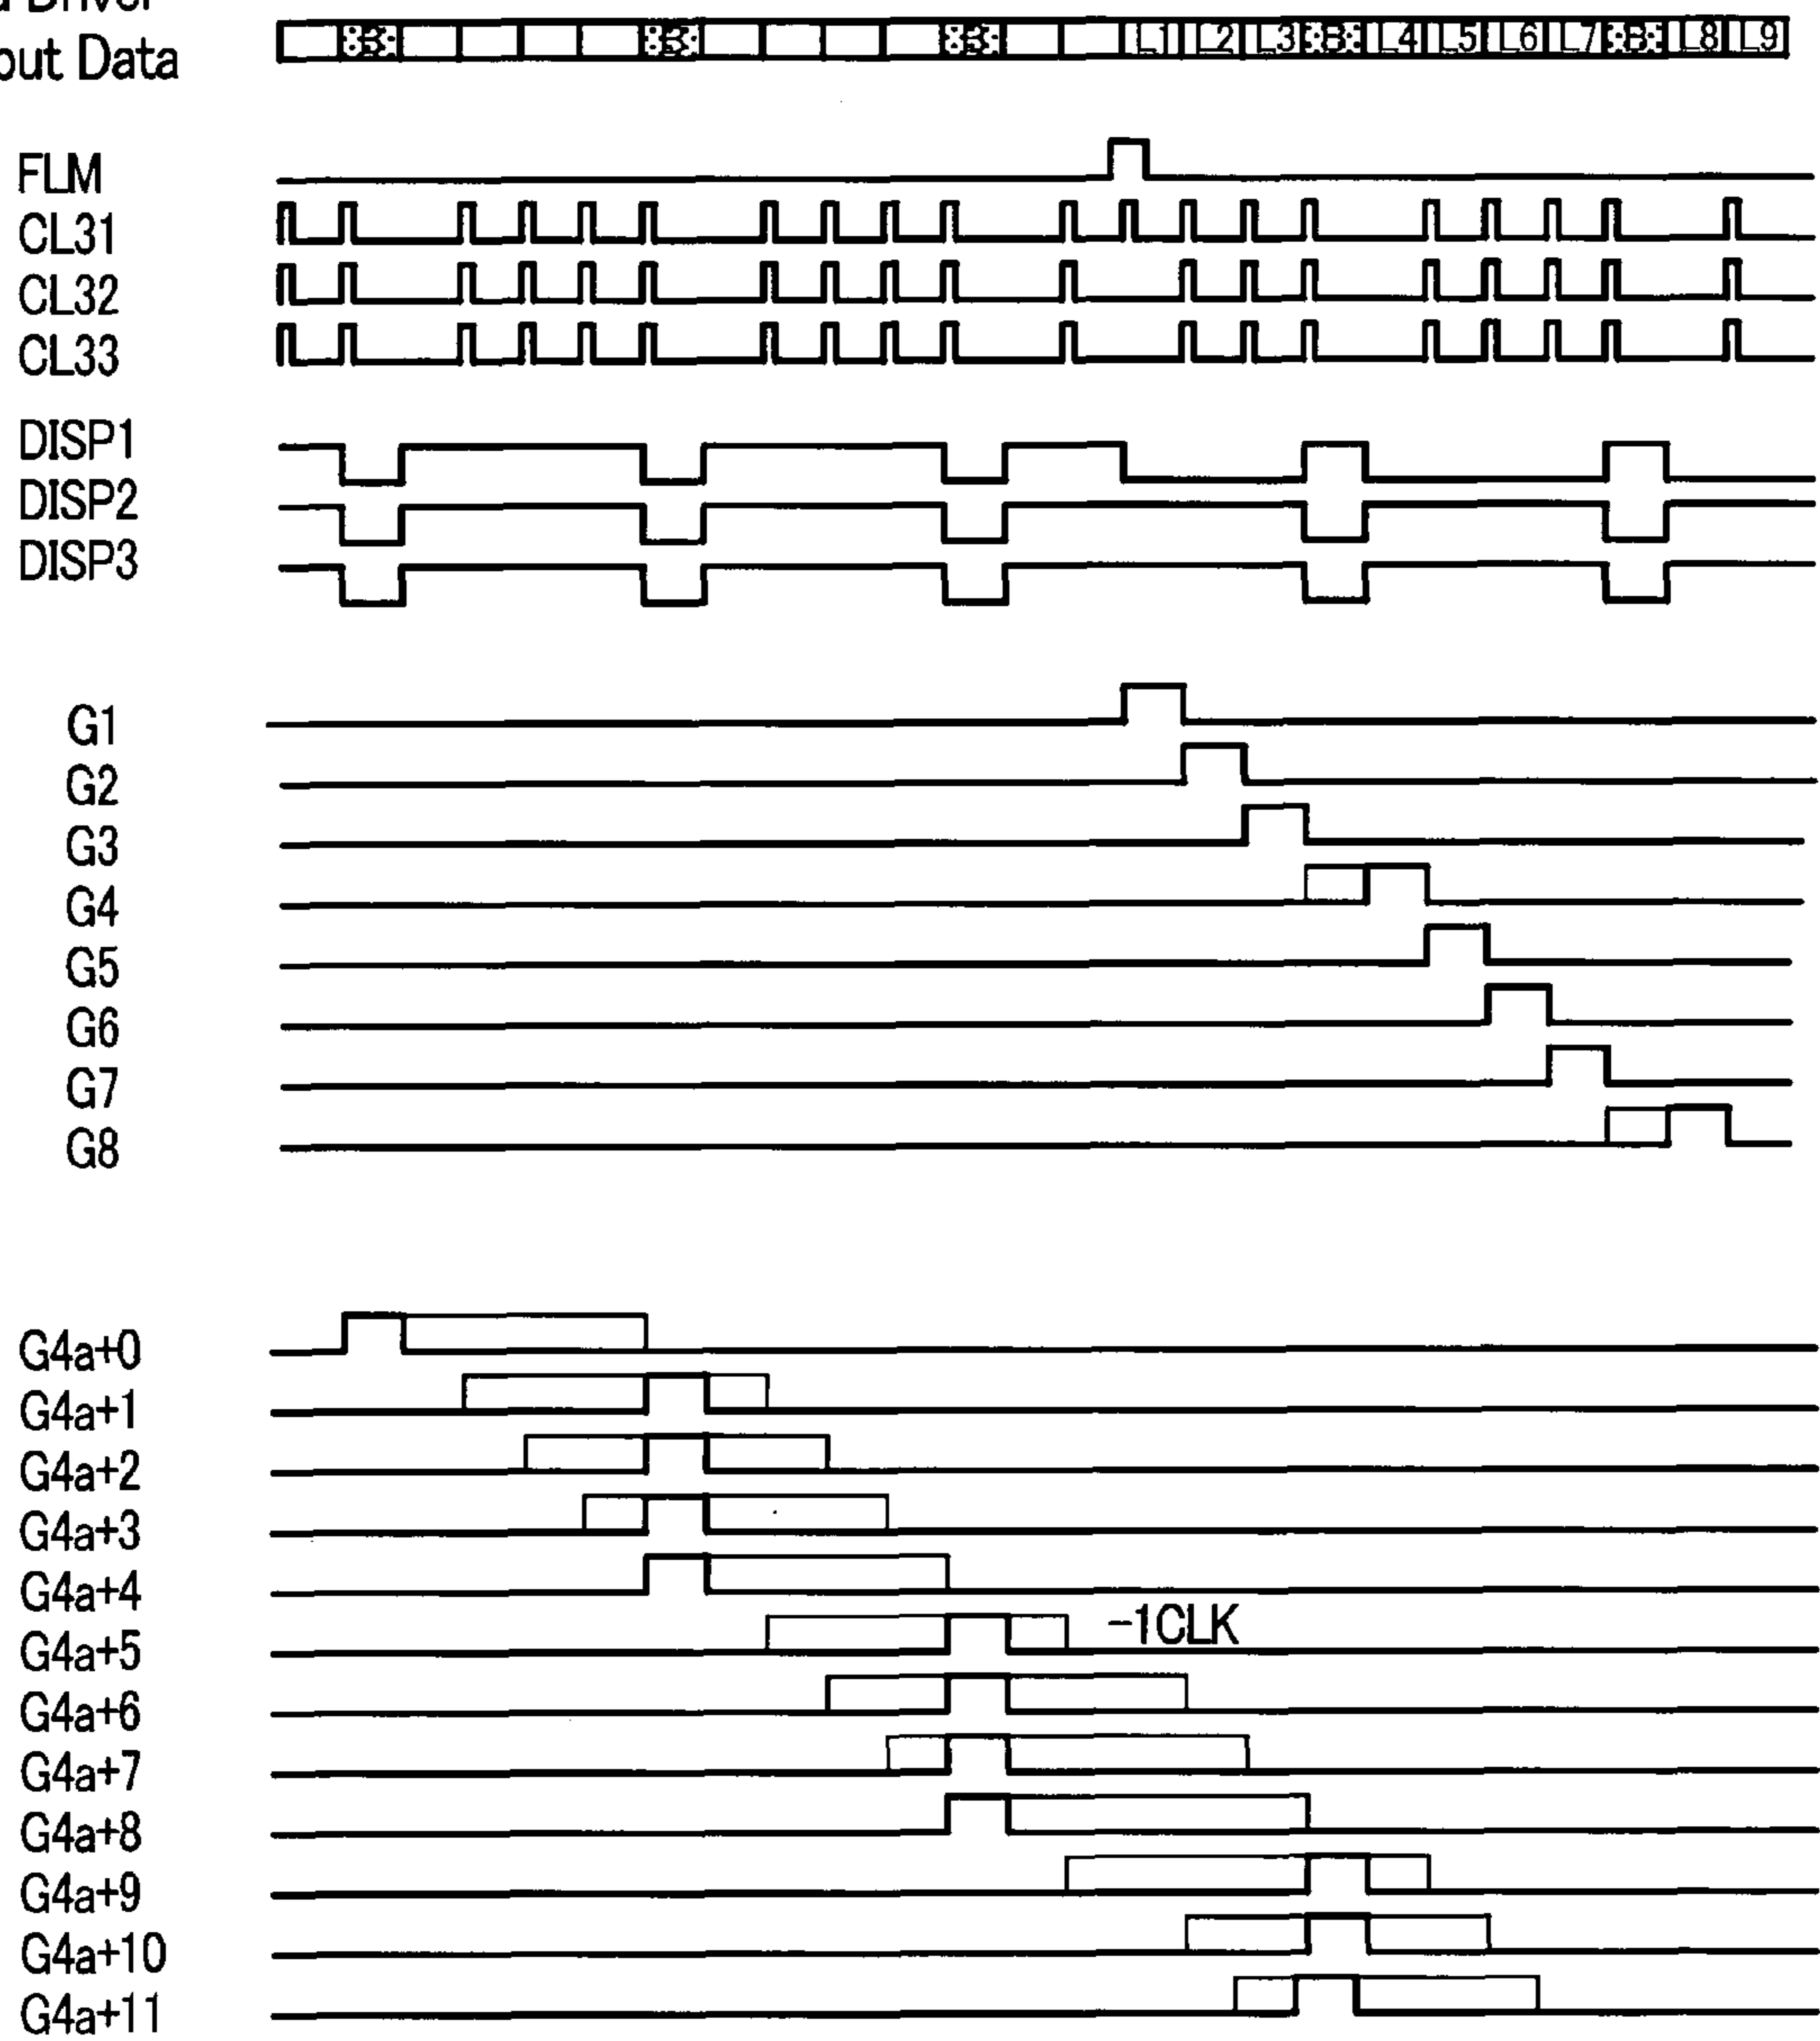 Driver
Data
B B B L1 L2 L3 B L4 L5 L6 L7 B L8 L9
FLM
CL31
CL32
CL33
DISP1
DISP2
DISP3
G1
G2
G3
G4
G5
G6
G7
G8
G4a+0
G4a+1
G4a+2
G4a+3
G4a+4
G4a+5 -1CLK
G4a+6
G4a+7
G4a+8
G4a+9
G4a+10
G4a+11